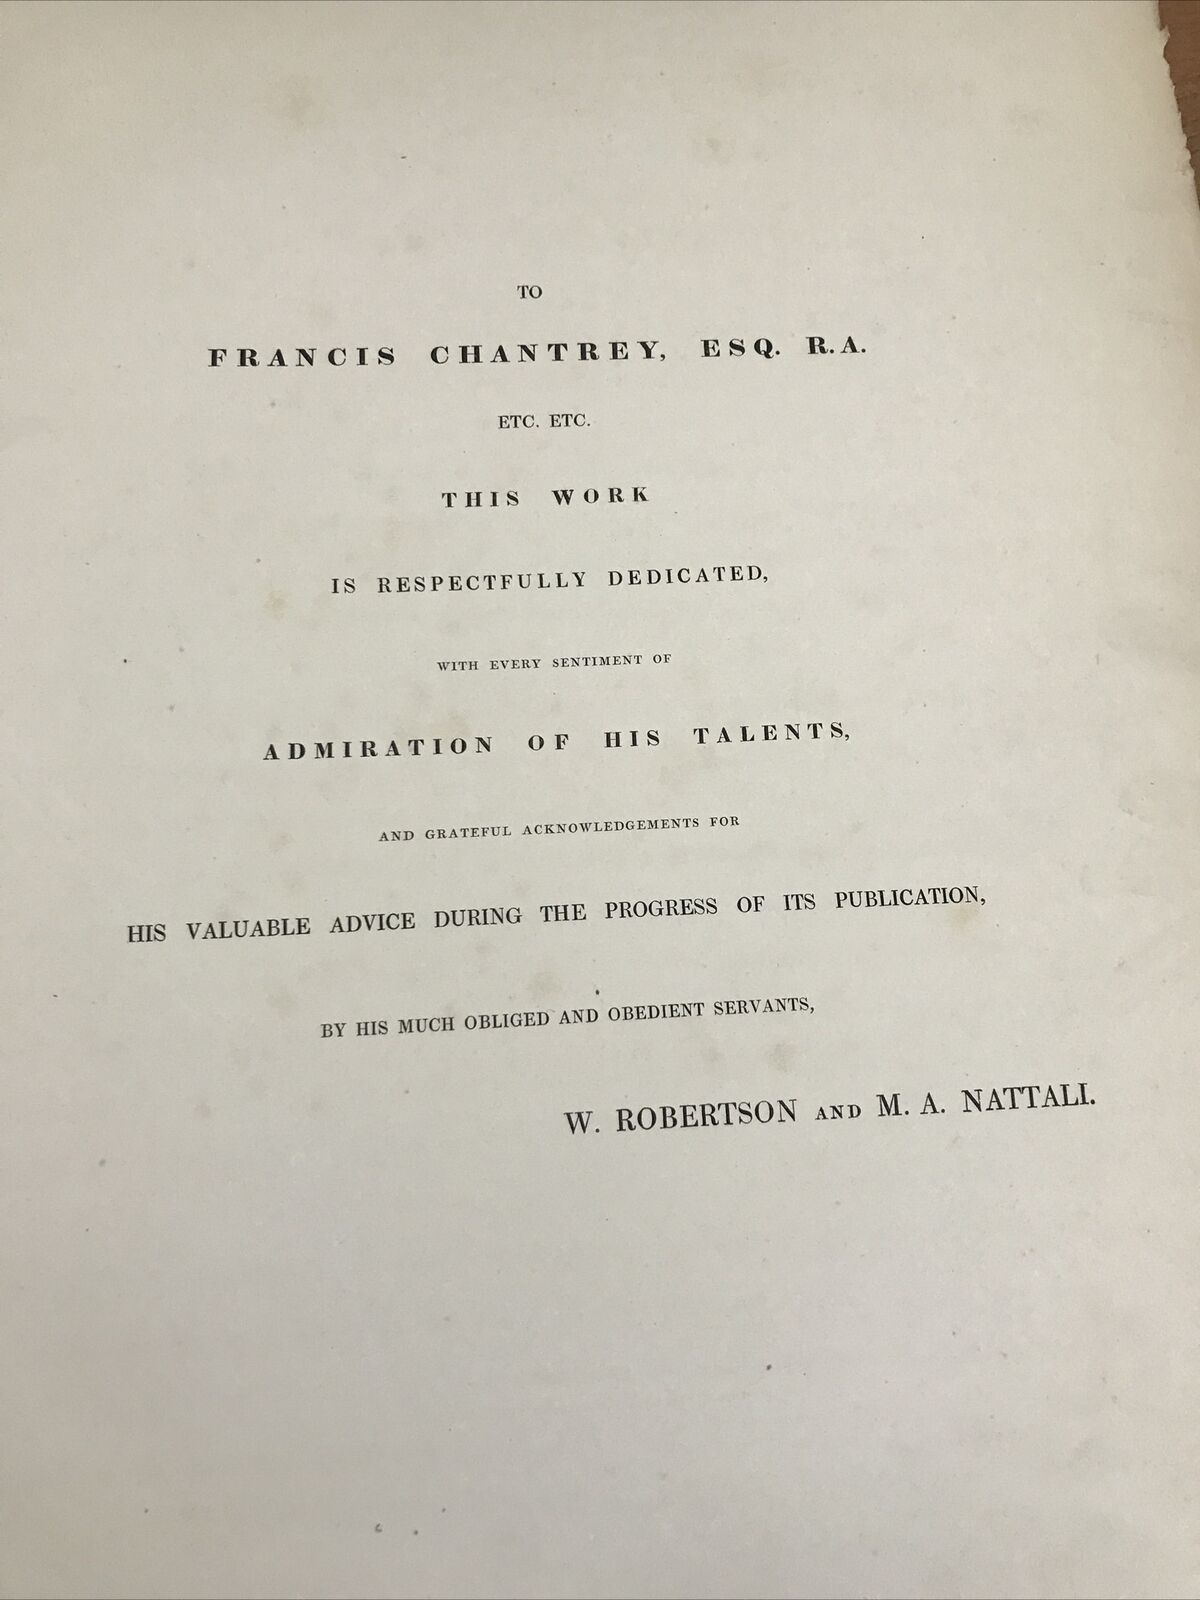 TO
FRANCIS CHANTREY, ESQ. R.A.
ETC. ETC.
THIS WORK
IS RESPECTFULLY DEDICATED,
WITH EVERY SENTIMENT OF
ADMIRATION OF HIS TALENTS,
AND GRATEFUL ACKNOWLEDGEMENTS FOR
HIS VALUABLE ADVICE DURING THE PROGRESS OF ITS PUBLICATION,
BY HIS MUCH OBLIGED AND OBEDIENT SERVANTS,
W. ROBERTSON AND M. A. NATTALI.